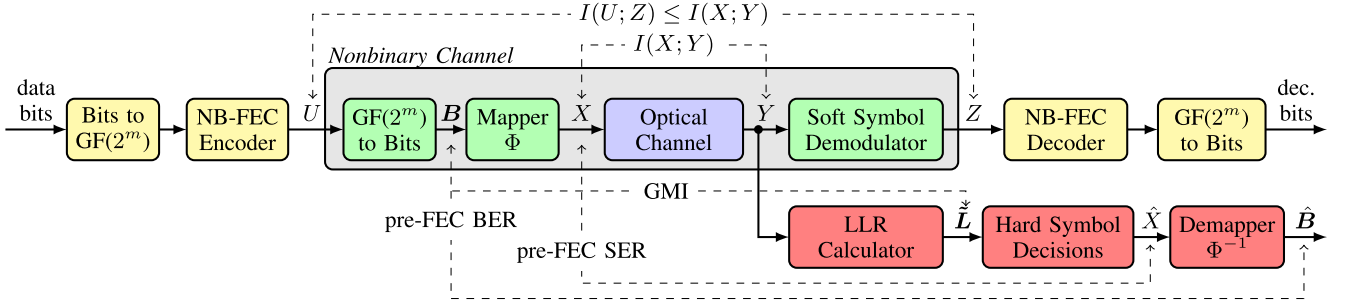 I(U; Z) ≤ I(X; Y)
I(X; Y)
Nonbinary Channel
data
bits
Bits to
GF(2^m)
NB-FEC
Encoder
U
GF(2^m)
to Bits
B
Mapper
Φ
X
Optical
Channel
Y
Soft Symbol
Demodulator
Z
NB-FEC
Decoder
GF(2^m)
to Bits
dec.
bits
GMI
pre-FEC BER
pre-FEC SER
LLR
Calculator
L̃
Hard Symbol
Decisions
X̂
Demapper
Φ⁻¹
B̂